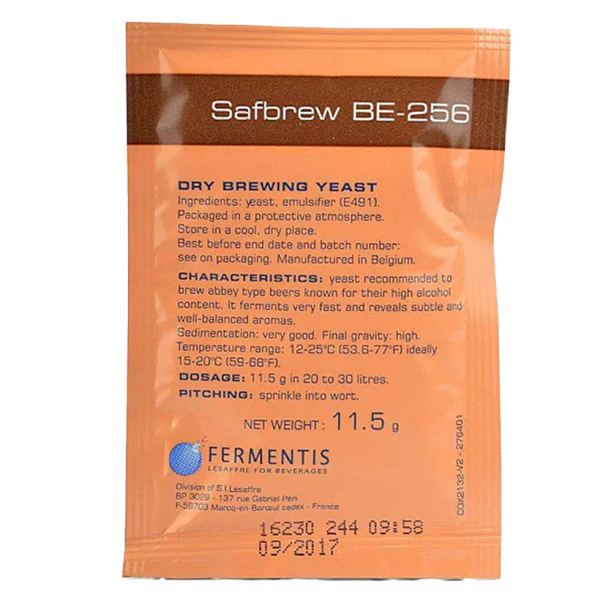 Safbrew BE-256
DRY BREWING YEAST
Ingredients: yeast, emulsifier (E491).
Packaged in a protective atmosphere.
Store in a cool, dry place.
Best before end date and batch number:
see on packaging. Manufactured in Belgium.
CHARACTERISTICS: yeast recommended to
brew abbey type beers known for their high alcohol
content. It ferments very fast and reveals subtle and
well-balanced aromas.
Sedimentation: very good. Final gravity: high.
Temperature range: 12-25°C (53.6-77°F) ideally
15-20°C (59-68°F).
DOSAGE: 11.5 g in 20 to 30 litres.
PITCHING: sprinkle into wort.
NET WEIGHT : 11.5 g
FERMENTIS
LESAFFRE FOR BEVERAGES
Division of S.I.Lesaffre
BP 3029 - 137 rue Gabriel Péri
F-59703 Marcq-en-Barœul cedex - France
COX2132-V2 - 276401
16230 244 09:58
09/2017